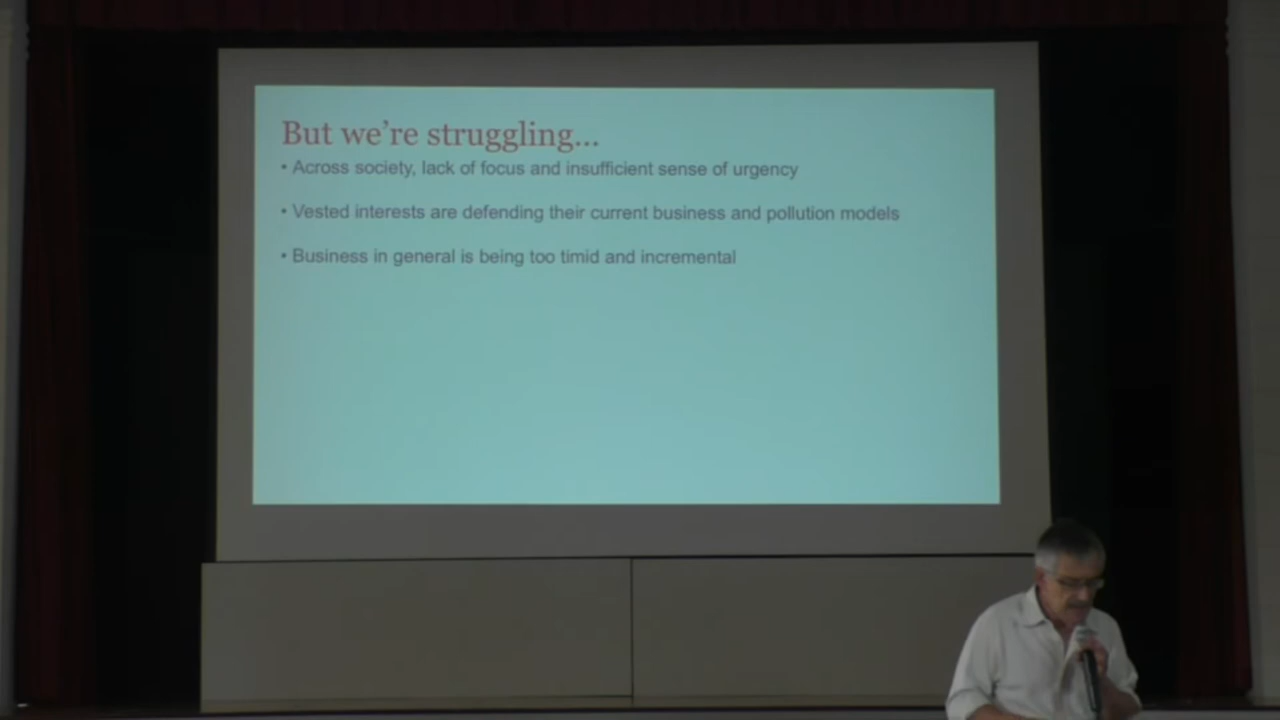 But we're struggling...
• Across society, lack of focus and insufficient sense of urgency
• Vested interests are defending their current business and pollution models
• Business in general is being too timid and incremental